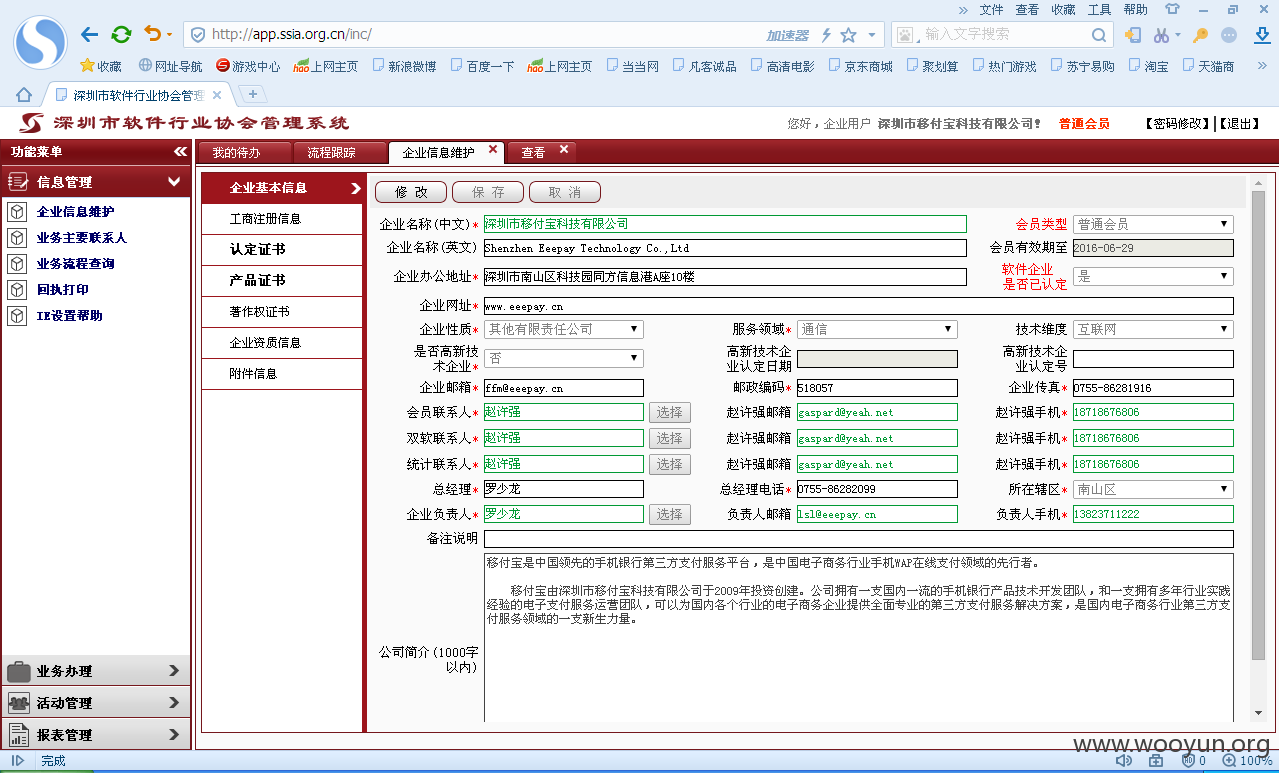 文件 查看 收藏 工具 帮助
http://app.ssia.org.cn/inc/
加速器
输入文字搜索
收藏 网址导航 游戏中心 hao 上网主页 新浪微博 百度一下 hao 上网主页 当当网 凡客诚品 高清电影 京东商城 聚划算 热门游戏 苏宁易购 淘宝 天猫商
深圳市软件行业协会管理
深圳市软件行业协会管理系统
您好，企业用户 深圳市移付宝科技有限公司! 普通会员 【密码修改】|【退出】
功能菜单
我的待办 流程跟踪 企业信息维护 查看
信息管理
企业信息维护
业务主要联系人
业务流程查询
回执打印
IE设置帮助
业务办理
活动管理
报表管理
企业基本信息
工商注册信息
认定证书
产品证书
著作权证书
企业资质信息
附件信息
修 改 保 存 取 消
企业名称(中文)* 深圳市移付宝科技有限公司 会员类型 普通会员
企业名称(英文) Shenzhen Eeepay Technology Co.,Ltd 会员有效期至 2016-06-29
企业办公地址* 深圳市南山区科技园同方信息港A座10楼 软件企业是否已认定 是
企业网址* www.eeepay.cn
企业性质* 其他有限责任公司 服务领域* 通信 技术维度 互联网
是否高新技术企业* 否 高新技术企业认定日期 高新技术企业认定号
企业邮箱* ffm@eeepay.cn 邮政编码* 518057 企业传真* 0755-86281916
会员联系人* 赵许强 选择 赵许强邮箱 gaspard@yeah.net 赵许强手机* 18718676806
双软联系人* 赵许强 选择 赵许强邮箱 gaspard@yeah.net 赵许强手机* 18718676806
统计联系人* 赵许强 选择 赵许强邮箱 gaspard@yeah.net 赵许强手机* 18718676806
总经理* 罗少龙 总经理电话* 0755-86282099 所在辖区* 南山区
企业负责人* 罗少龙 选择 负责人邮箱 lsl@eeepay.cn 负责人手机* 13823711222
备注说明
公司简介(1000字以内)
移付宝是中国领先的手机银行第三方支付服务平台，是中国电子商务行业手机WAP在线支付领域的先行者。
移付宝由深圳市移付宝科技有限公司于2009年投资创建。公司拥有一支国内一流的手机银行产品技术开发团队，和一支拥有多年行业实践
经验的电子支付服务运营团队，可以为国内各个行业的电子商务企业提供全面专业的第三方支付服务解决方案，是国内电子商务行业第三方支
付服务领域的一支新生力量。
www.wooyun.org
完成
0 100%